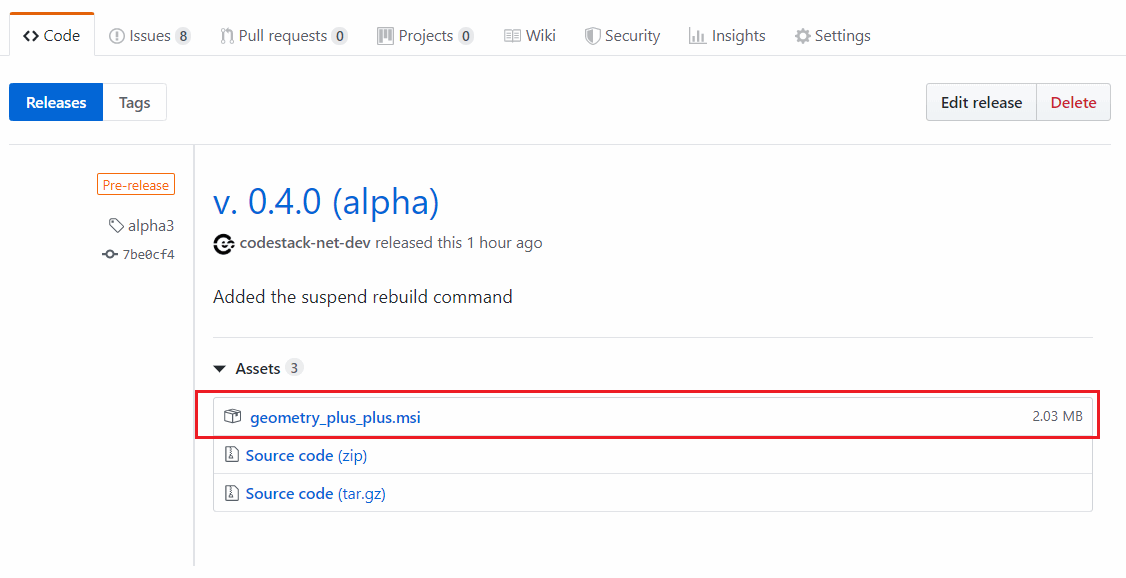 Code Issues 8 Pull requests 0 Projects 0 Wiki Security Insights Settings
Releases Tags Edit release Delete
Pre-release
alpha3
7be0cf4
v. 0.4.0 (alpha)
codestack-net-dev released this 1 hour ago
Added the suspend rebuild command
Assets 3
geometry_plus_plus.msi 2.03 MB
Source code (zip)
Source code (tar.gz)